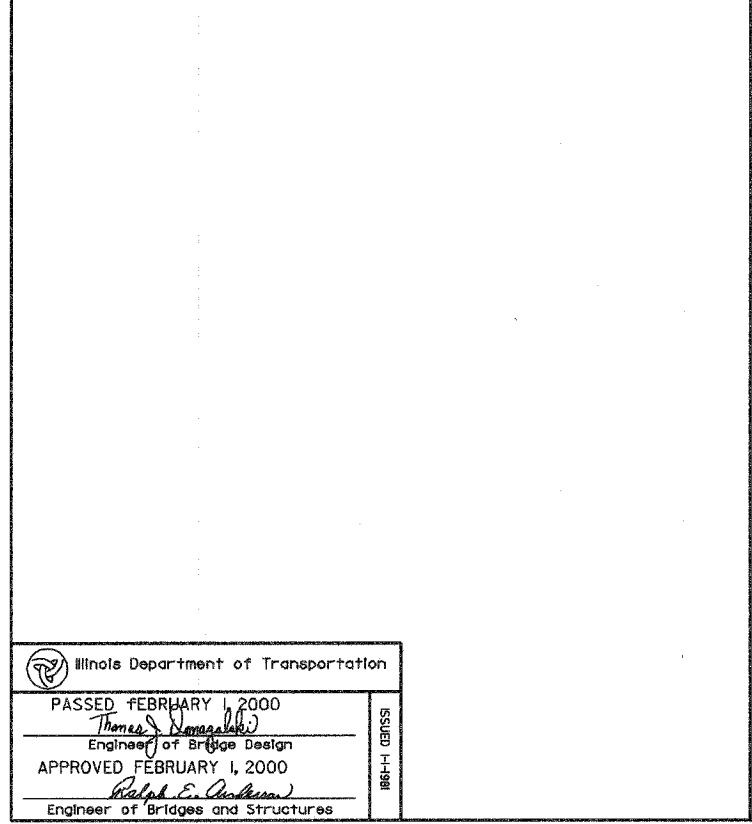 Illinois Department of Transportation
PASSED FEBRUARY 1, 2000
Thomas J. Domagalski
Engineer of Bridge Design
APPROVED FEBRUARY 1, 2000
Ralph E. Anderson
Engineer of Bridges and Structures
ISSUED 1-1-1981